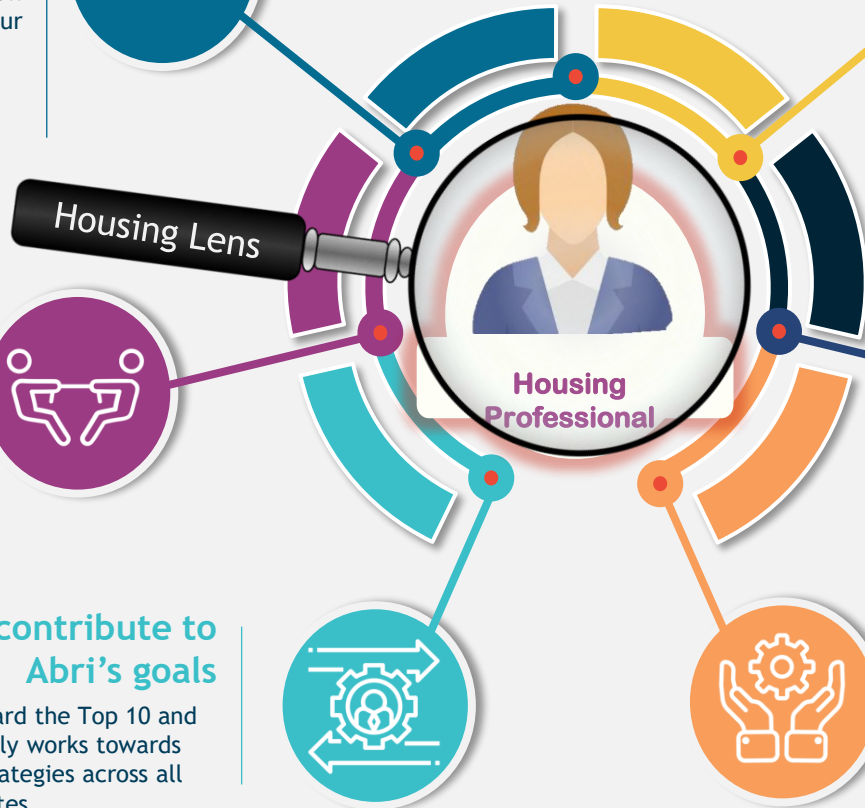 ur
Housing Lens
Housing
Professional
contribute to
Abri's goals
ard the Top 10 and
ly works towards
rategies across all